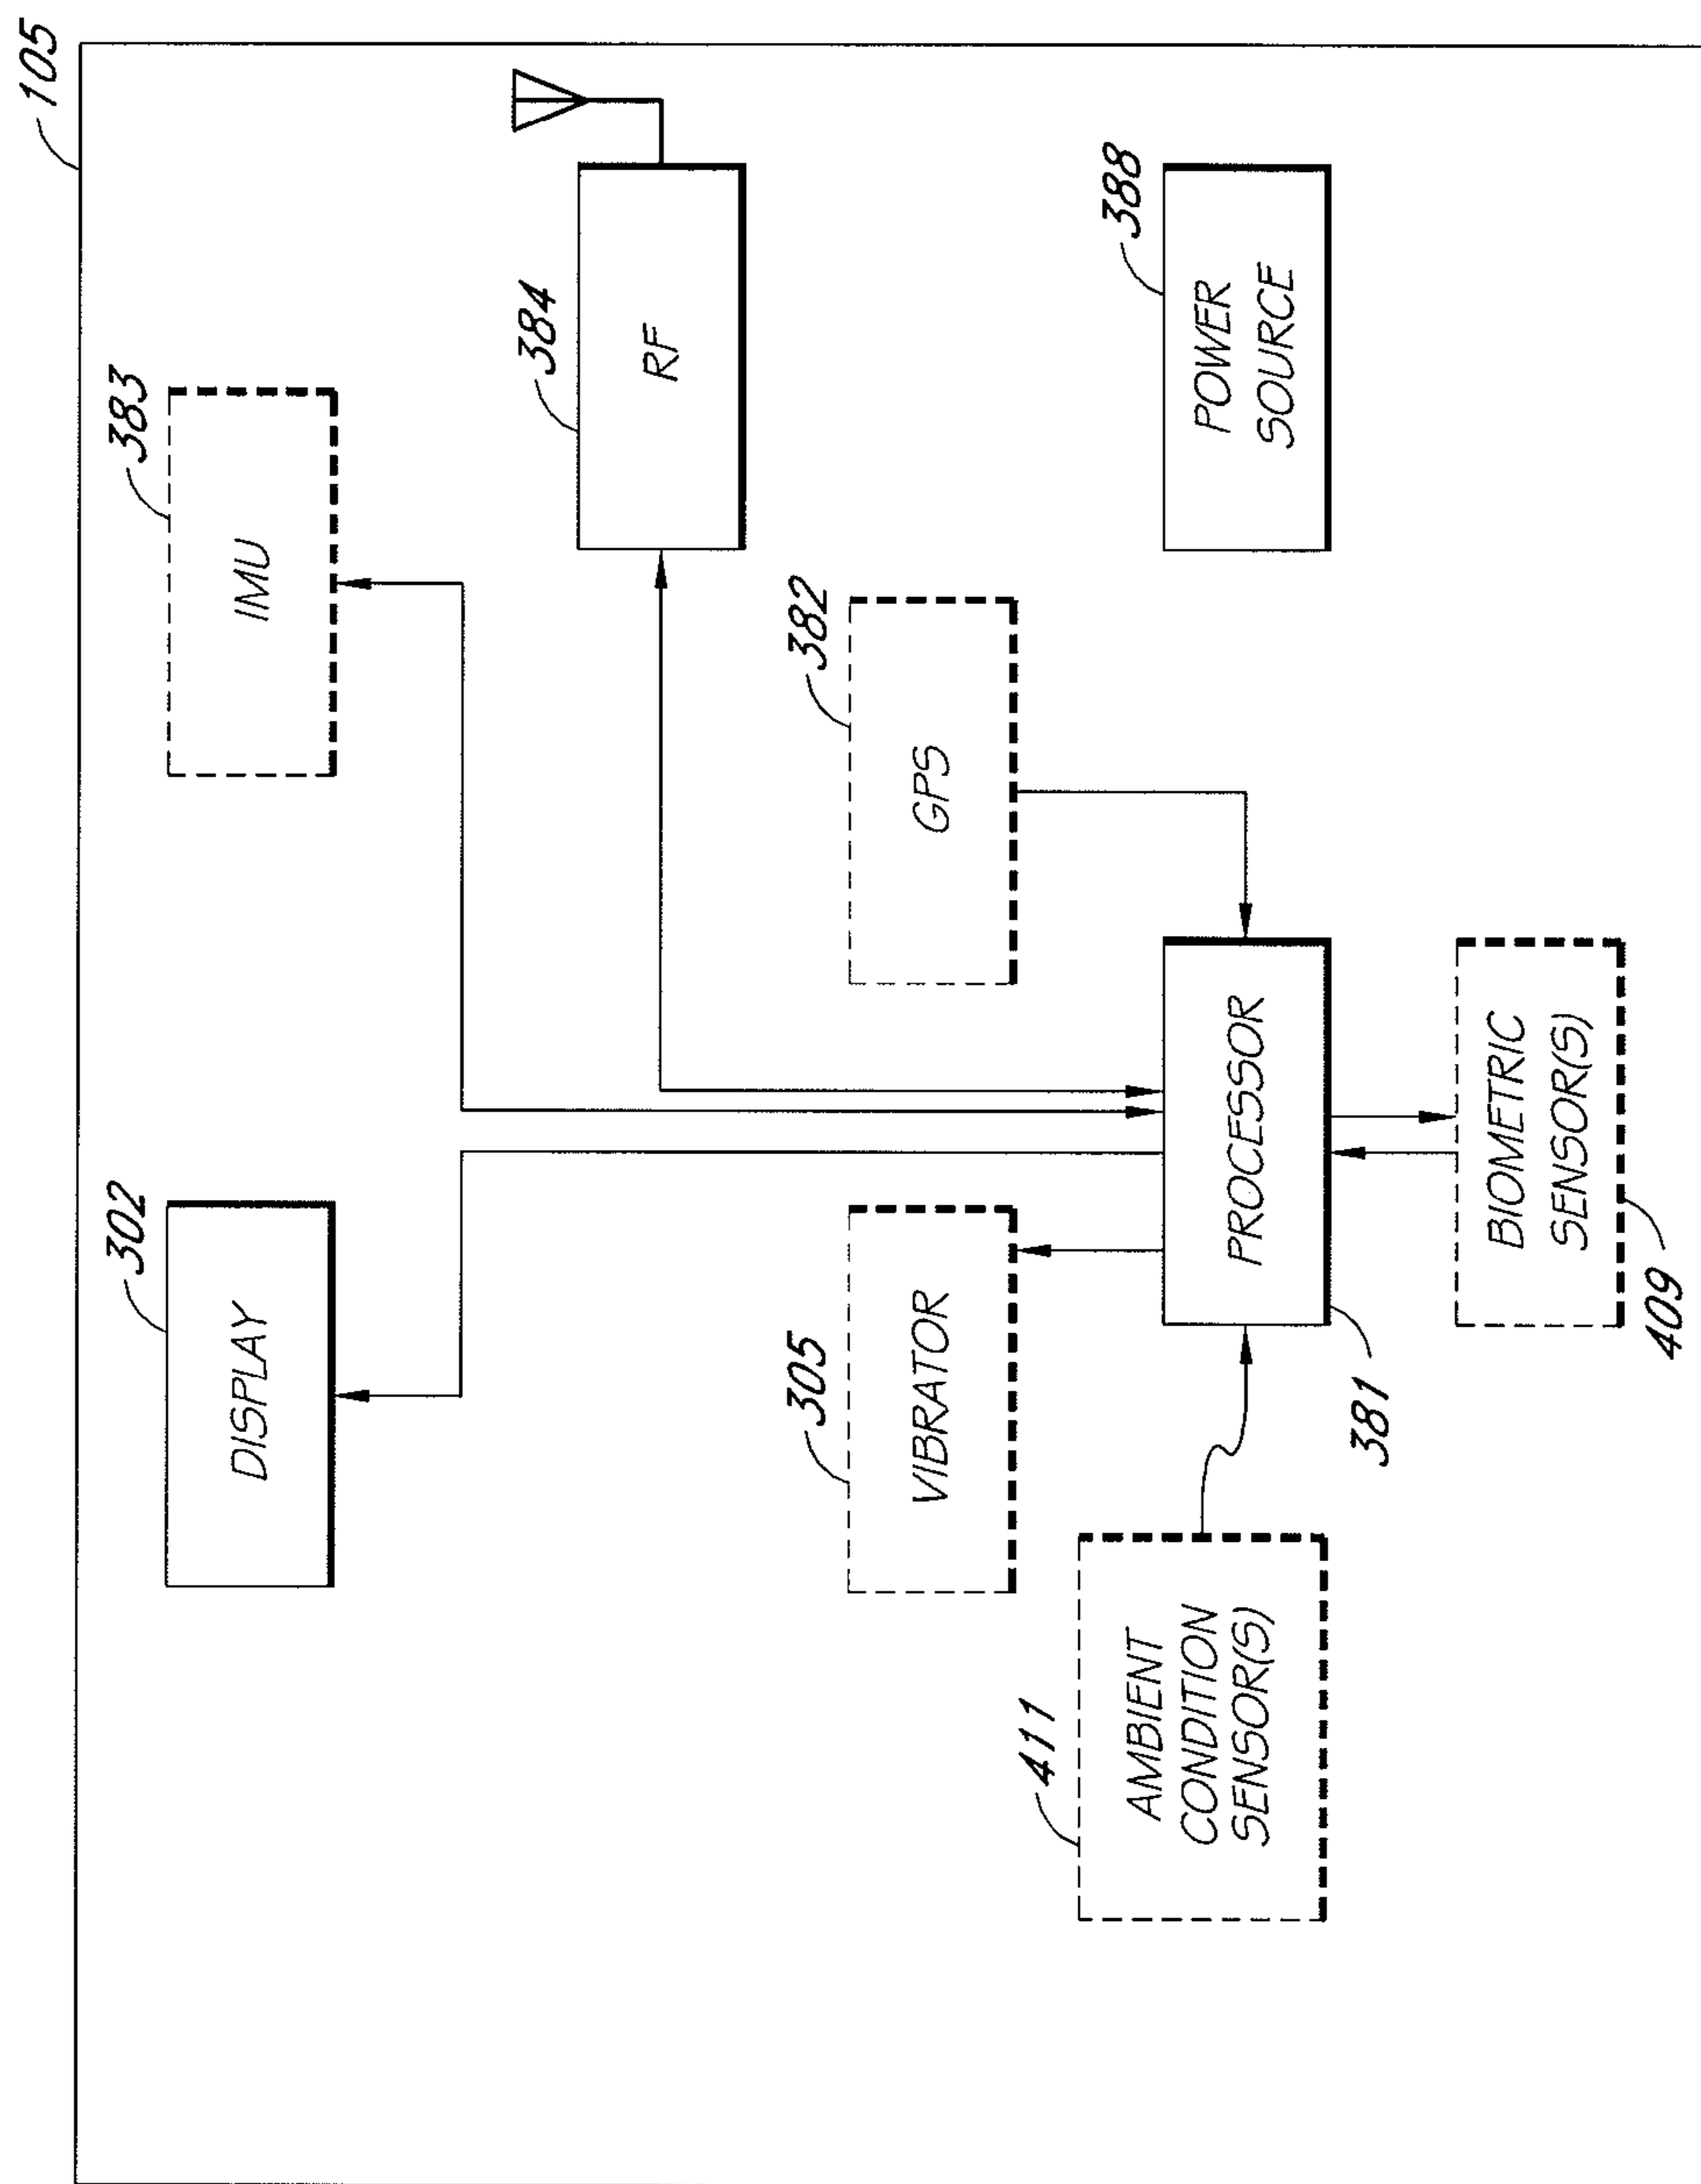 105
302
383
DISPLAY
IMU
384
RF
305
382
VIBRATOR
GPS
411
388
AMBIENT
CONDITION
SENSOR(S)
PROCESSOR
POWER
SOURCE
381
BIOMETRIC
SENSOR(S)
409